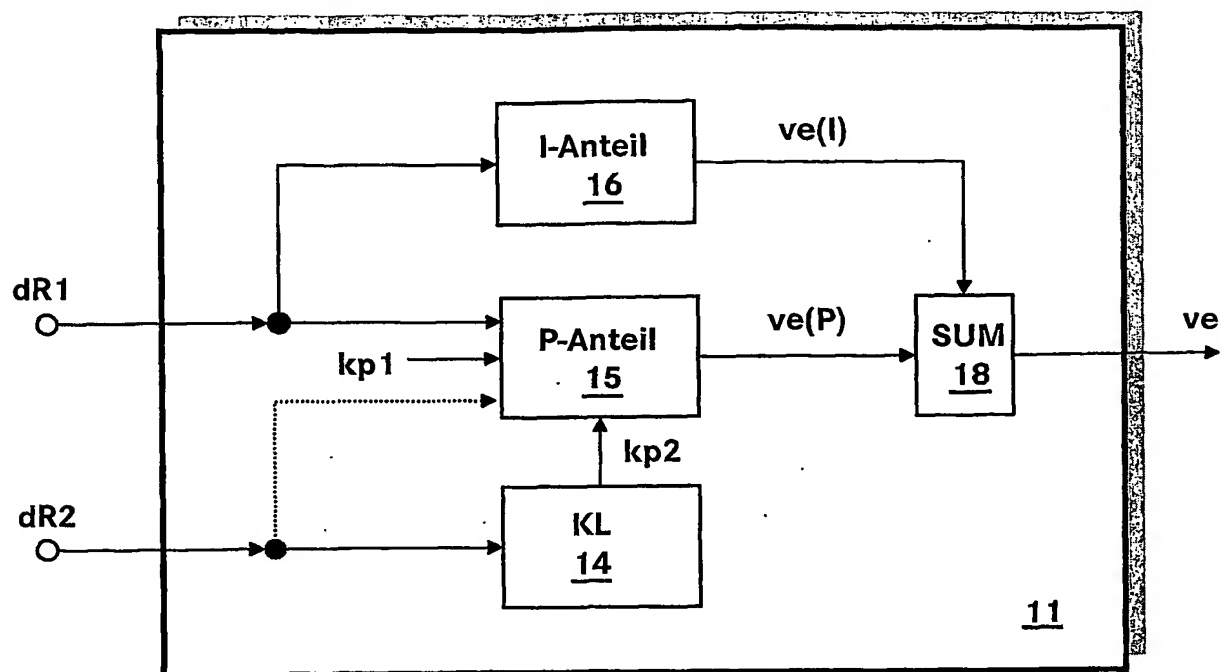 I-Anteil
16
ve(I)
dR1
kp1
P-Anteil
15
ve(P)
SUM
18
ve
kp2
dR2
KL
14
11